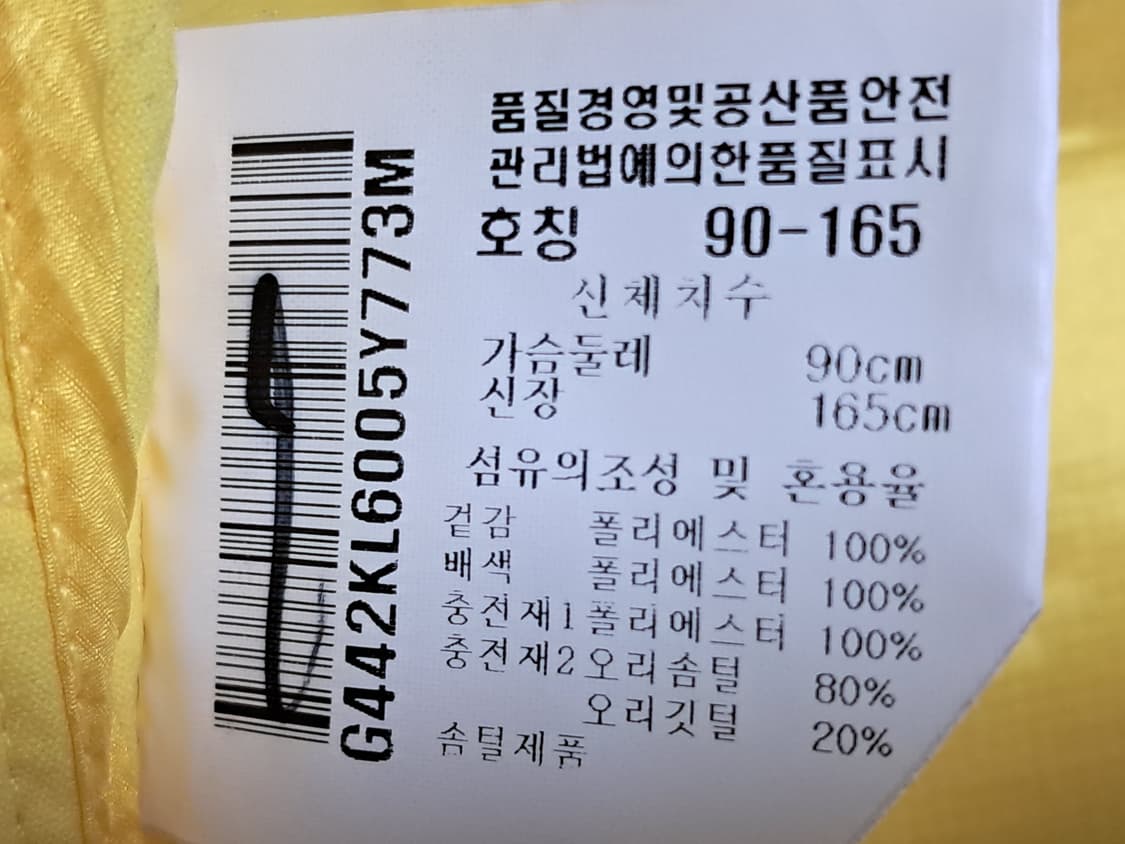 품질경영및공산품안전
관리법에의한품질표시
호칭 90-165
신체치수
가슴둘레 90cm
신장 165cm
섬유의조성 및 혼용율
겉감 폴리에스터 100%
배색 폴리에스터 100%
충전재1 폴리에스터 100%
충전재2 오리솜털 80%
오리깃털 20%
솜털제품
G442KL6005Y773M